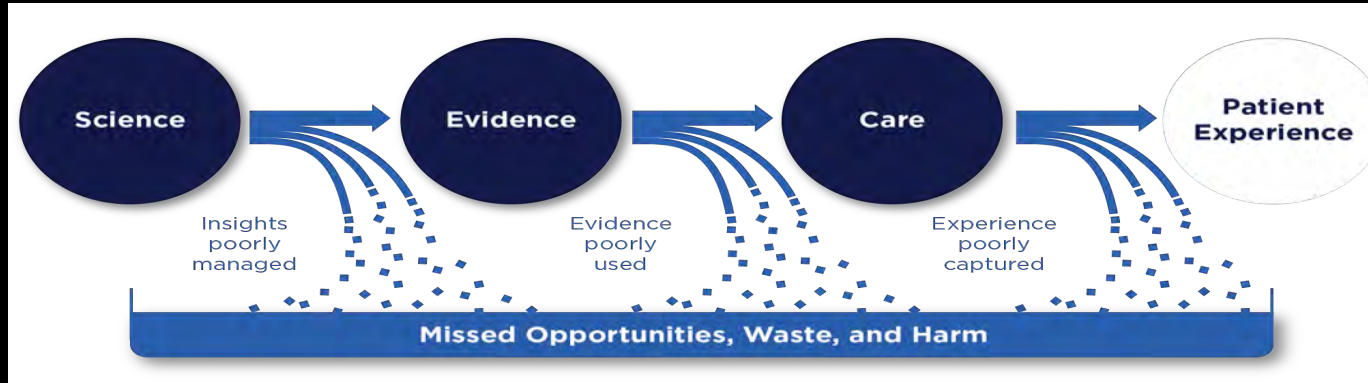 Science
Evidence
Care
Patient
Experience
Insights
poorly
managed
Evidence
poorly
used
Experience
poorly
captured
Missed Opportunities, Waste, and Harm